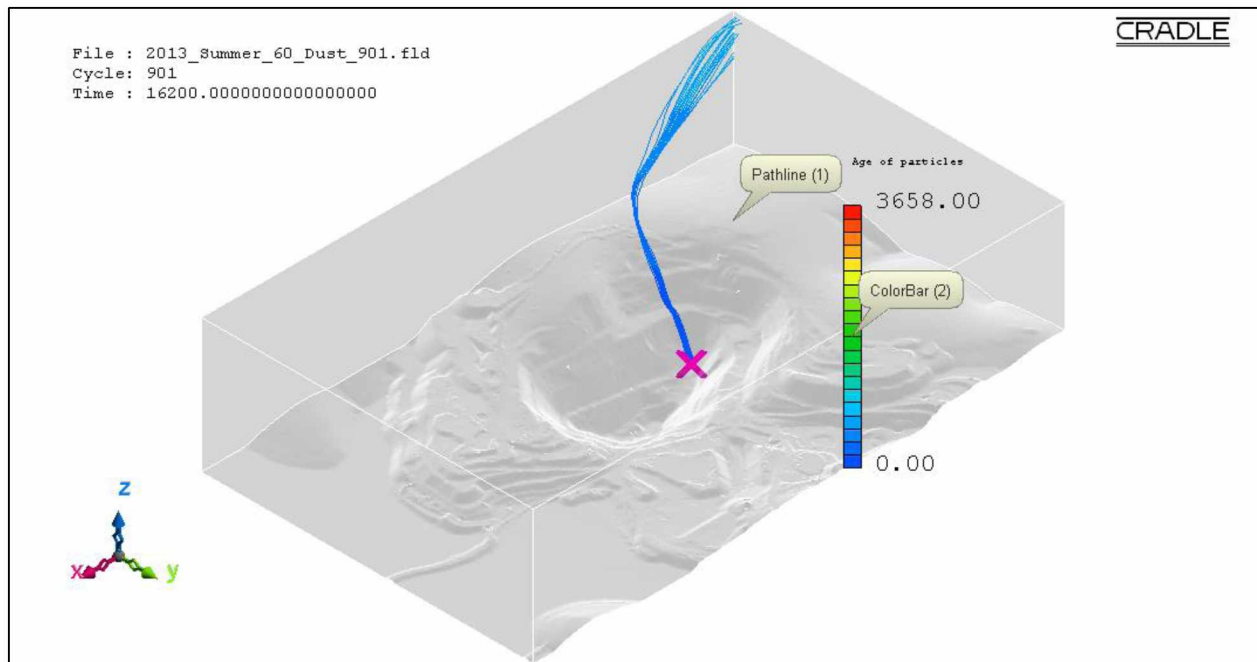 CRADLE
File : 2013_Summer_60_Dust_901.fld
Cycle: 901
Time : 16200.0000000000000000
Age of particles
Pathline (1)
3658.00
ColorBar (2)
0.00
z
x
y